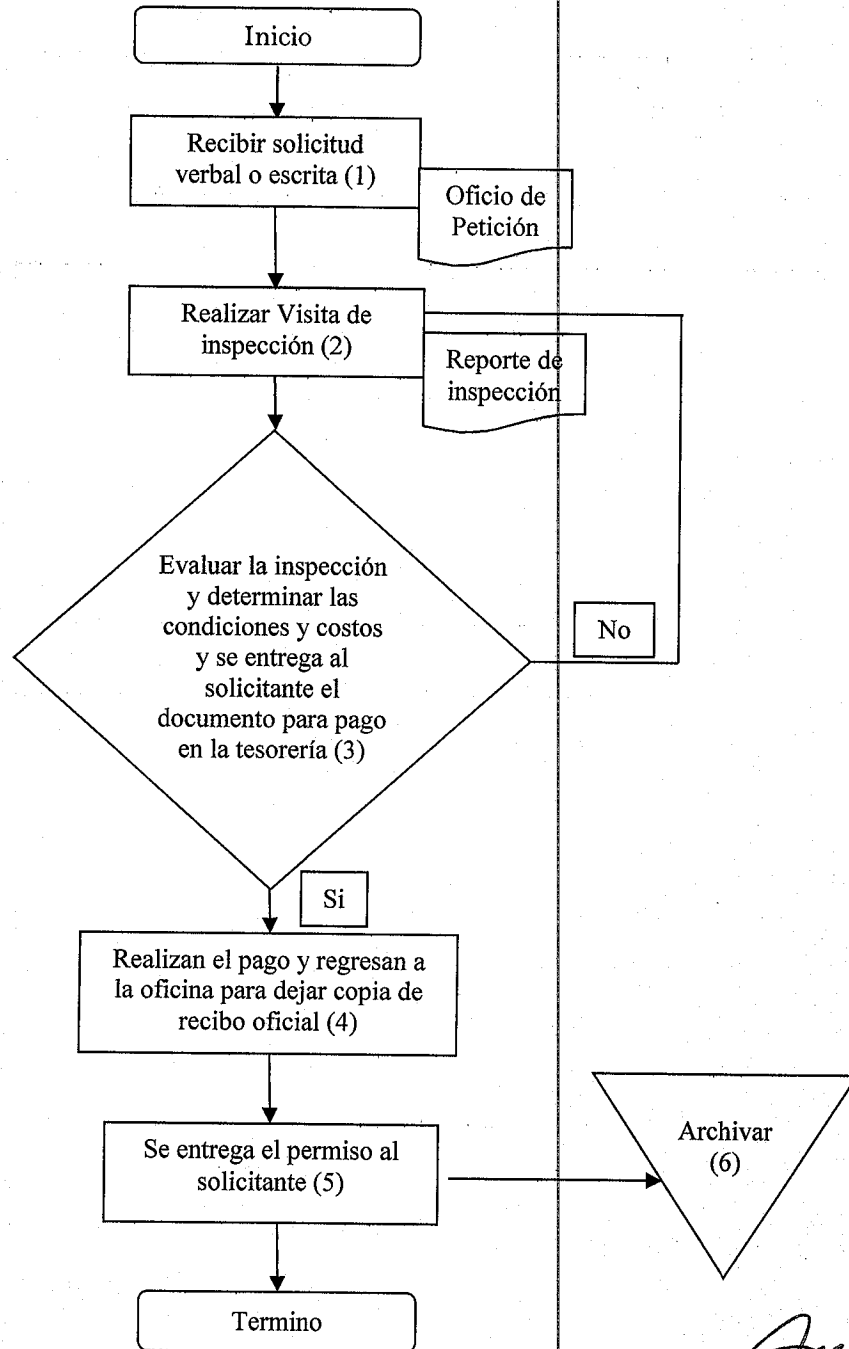 Inicio
Recibir solicitud
verbal o escrita (1)
Oficio de
Petición
Realizar Visita de
inspección (2)
Reporte de
inspección
Evaluar la inspección
y determinar las
condiciones y costos
y se entrega al
solicitante el
documento para pago
en la tesorería (3)
No
Si
Realizan el pago y regresan a
la oficina para dejar copia de
recibo oficial (4)
Se entrega el permiso al
solicitante (5)
Archivar
(6)
Termino